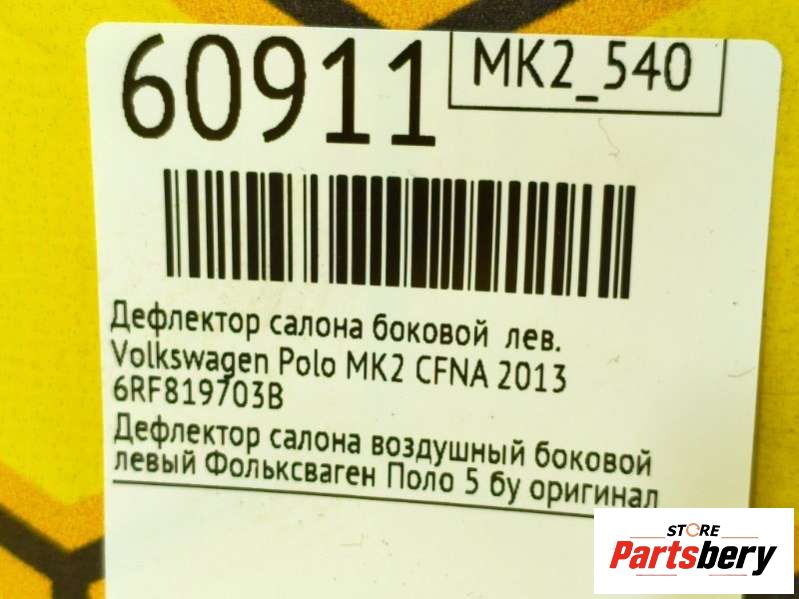 60911
MK2_540
Дефлектор салона боковой лев.
Volkswagen Polo MK2 CFNA 2013
6RF819703B
Дефлектор салона воздушный боковой
левый Фольксваген Поло 5 бу оригинал
STORE
Partsbery